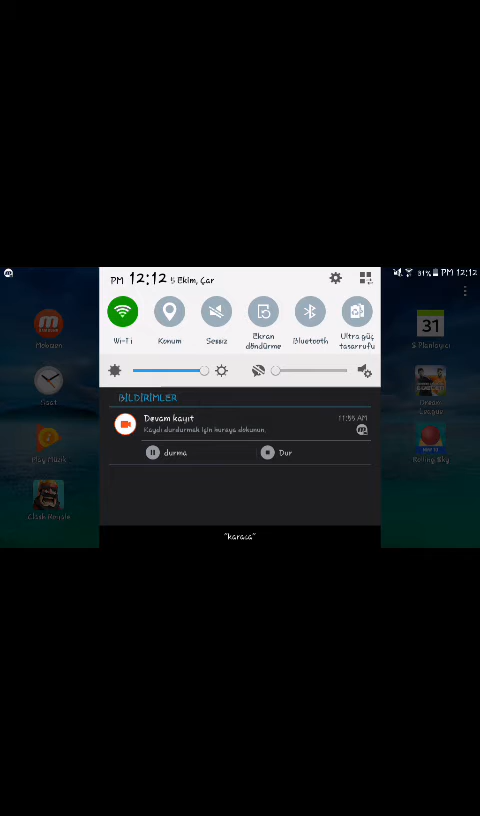 PM 12:12 5 Ekim, Çar
31% PM 12:12
Wi-Fi
Konum
Sessiz
Ekran döndürme
Bluetooth
Ultra güç tasarrufu
BİLDİRİMLER
Devam kayıt 11:55 AM
Kaydı durdurmak için buraya dokunun.
durma
Dur
"karaca"
Mobizen
Saat
Play Müzik
Clash Royale
31
S Planlayıcı
Dream League
Rolling Sky